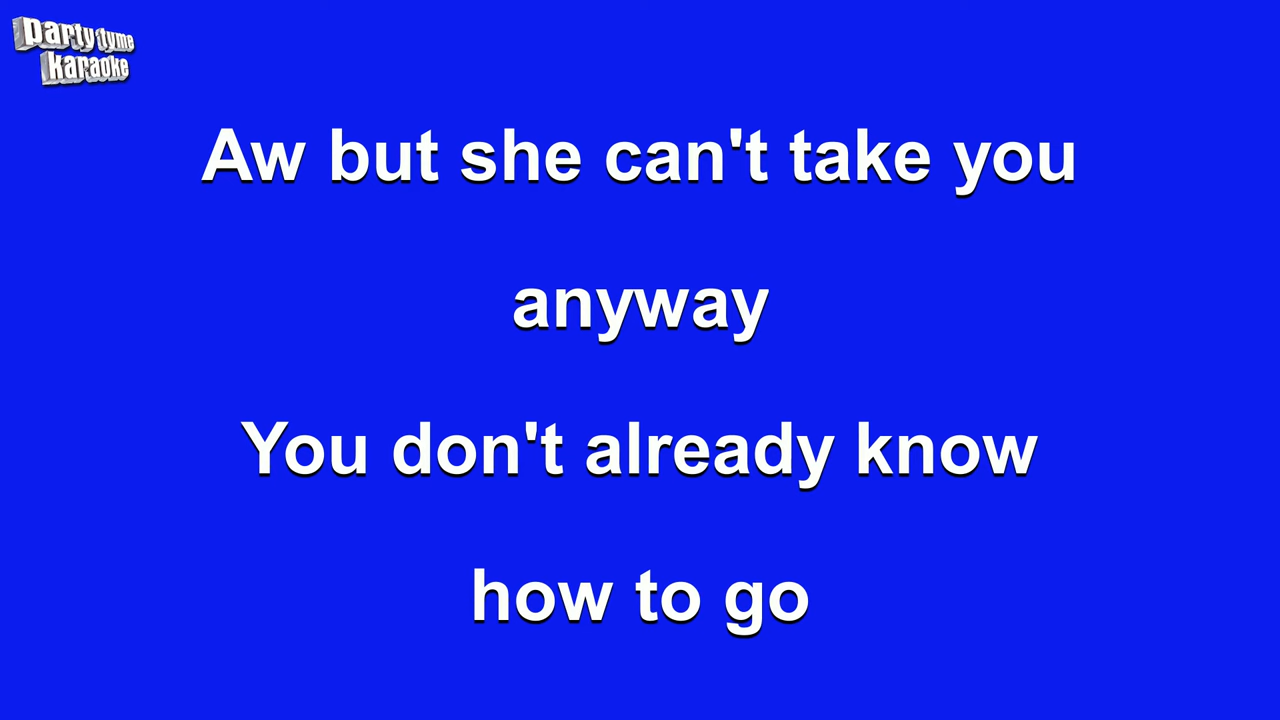 party tyme
karaoke
Aw but she can't take you
anyway
You don't already know
how to go